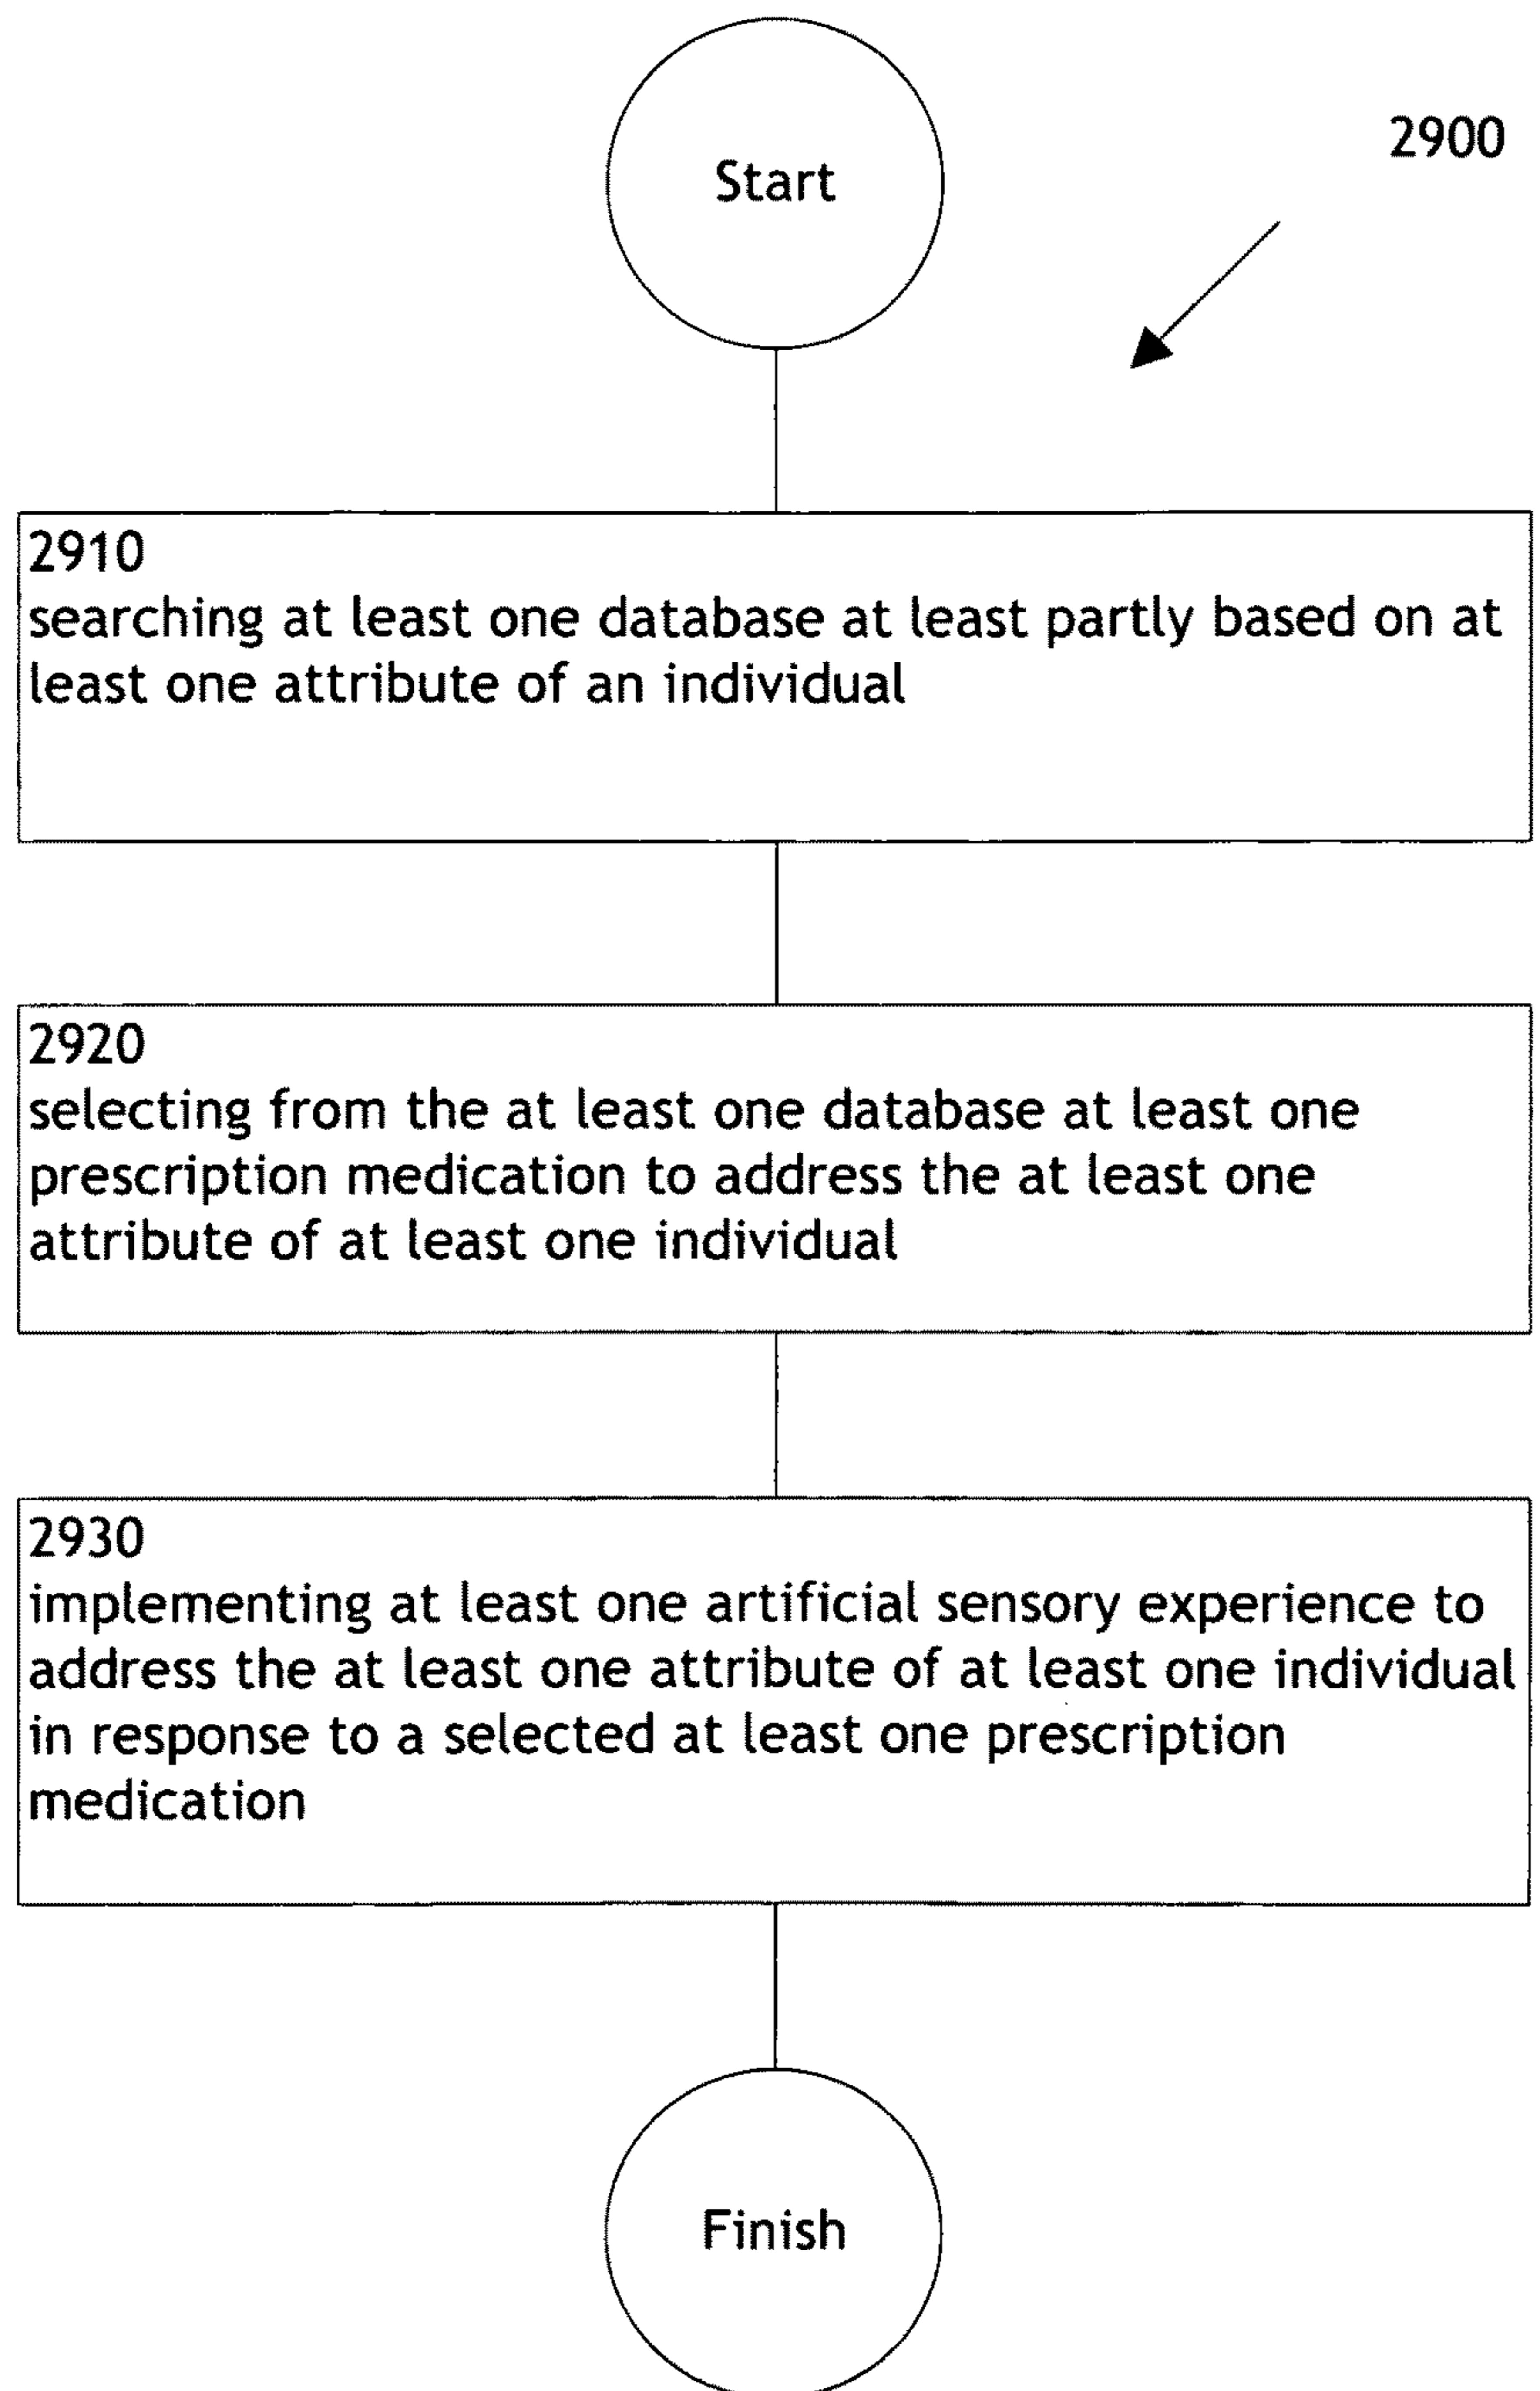 Start
2900
2910
searching at least one database at least partly based on at
least one attribute of an individual
2920
selecting from the at least one database at least one
prescription medication to address the at least one
attribute of at least one individual
2930
implementing at least one artificial sensory experience to
address the at least one attribute of at least one individual
in response to a selected at least one prescription
medication
Finish